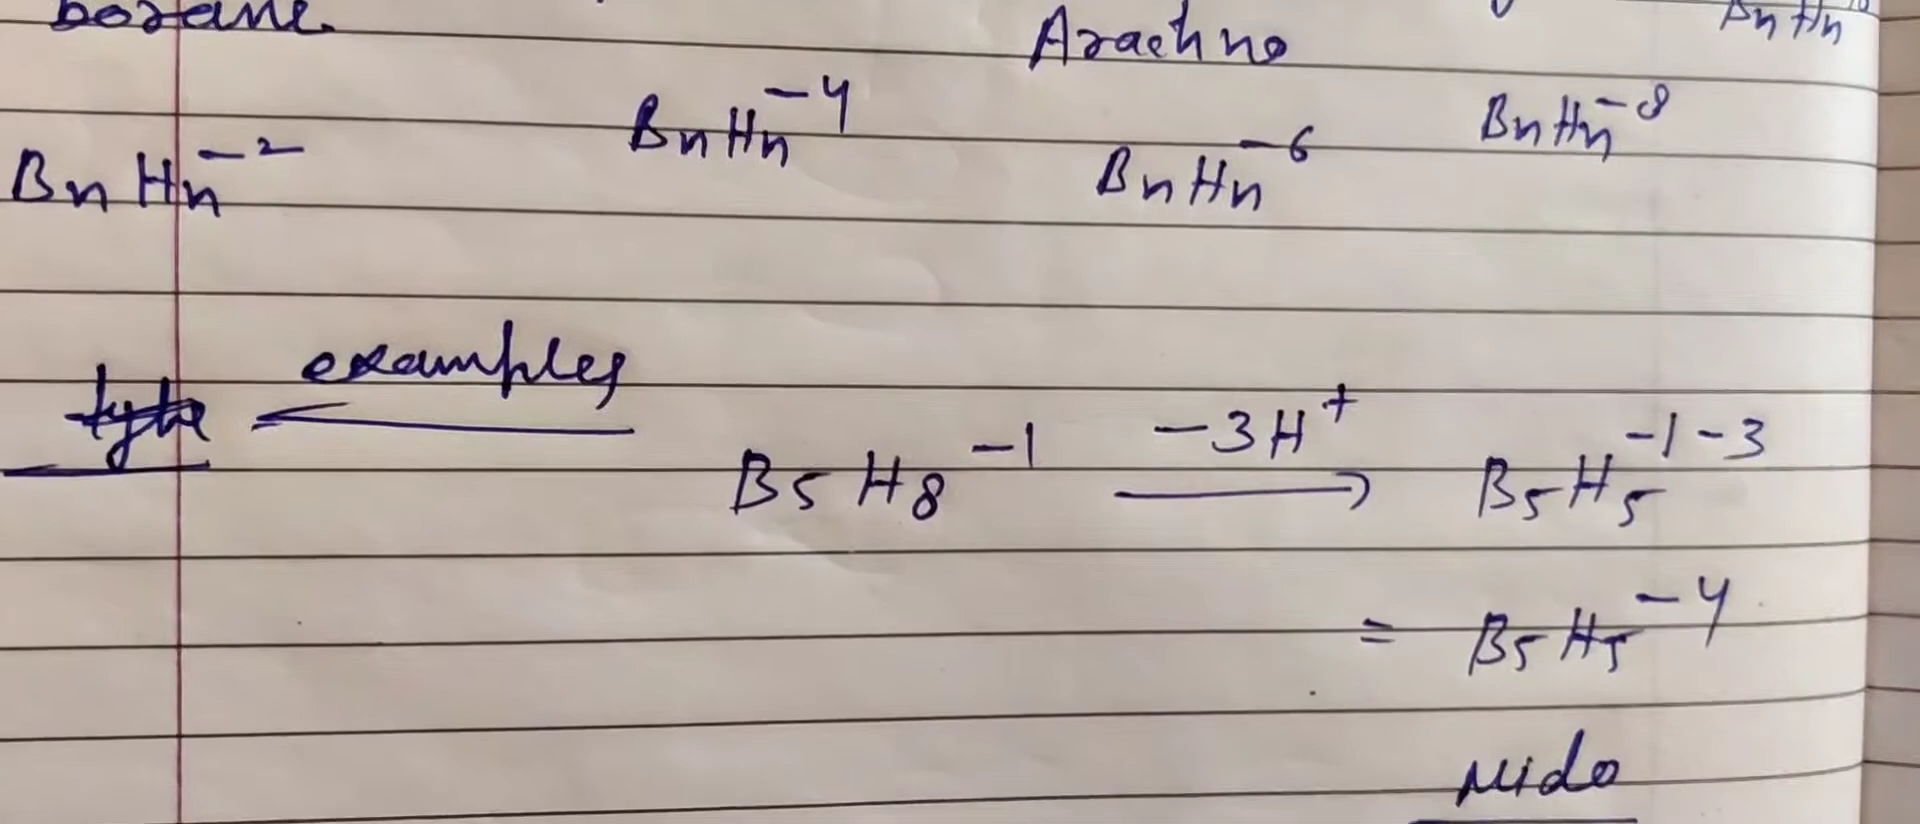 borane
Arachno
BnHn
BnHn⁻²
BnHn⁻⁴
BnHn⁻⁶
BnHn⁻⁸
examples
B₅H₈⁻¹ —3H⁺ → B₅H₅⁻¹⁻³
= B₅H₅⁻⁴
Nido